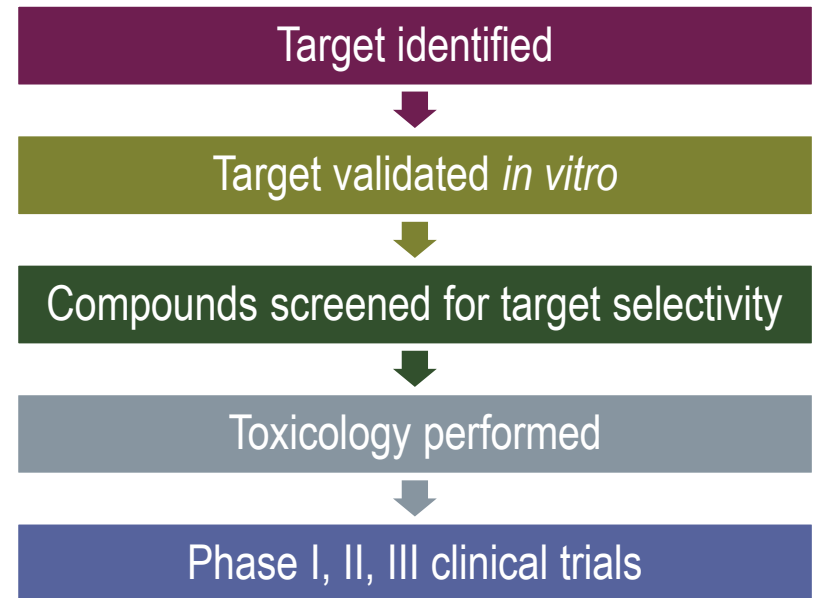 Target identified
Target validated in vitro
Compounds screened for target selectivity
Toxicology performed
Phase I, II, III clinical trials